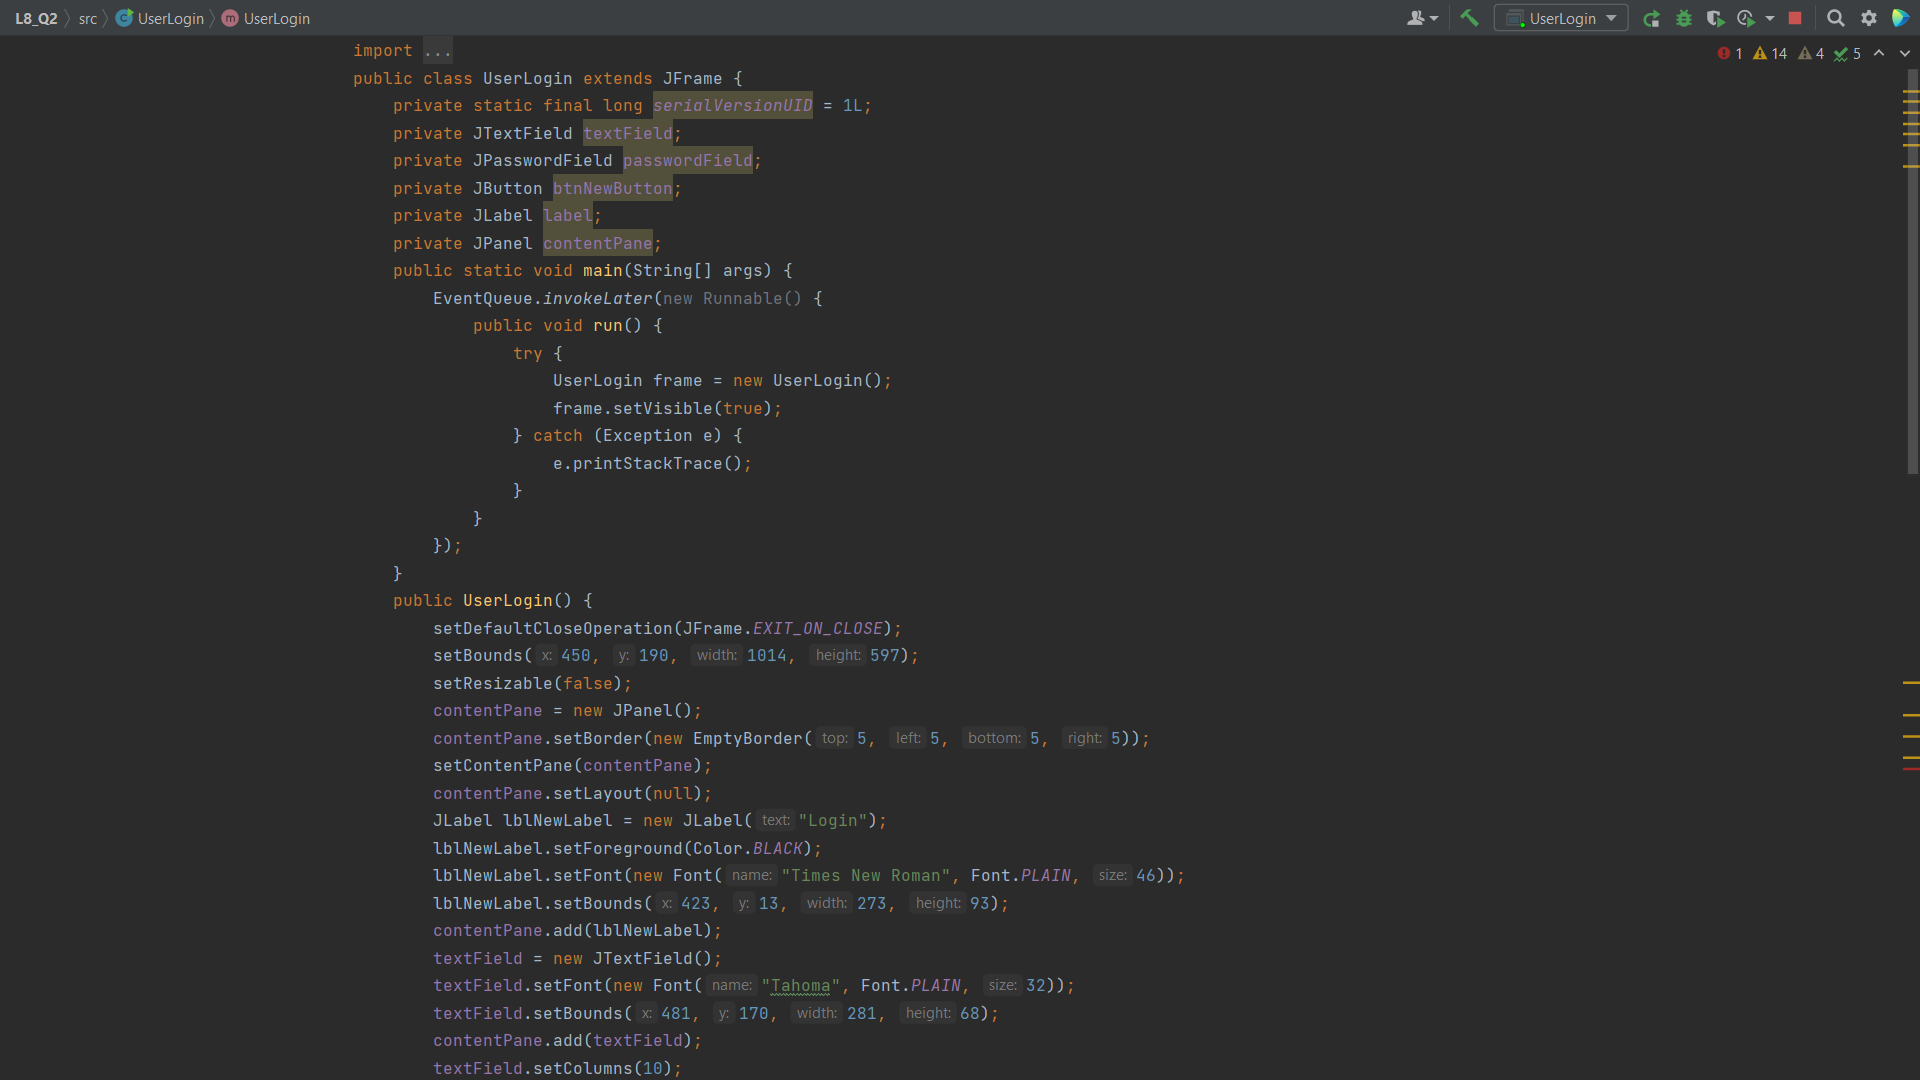 L8_Q2 src UserLogin UserLogin UserLogin
1 14 4 5
import ...
public class UserLogin extends JFrame {
private static final long serialVersionUID = 1L;
private JTextField textField;
private JPasswordField passwordField;
private JButton btnNewButton;
private JLabel label;
private JPanel contentPane;
public static void main(String[] args) {
EventQueue.invokeLater(new Runnable() {
public void run() {
try {
UserLogin frame = new UserLogin();
frame.setVisible(true);
} catch (Exception e) {
e.printStackTrace();
}
}
});
}
public UserLogin() {
setDefaultCloseOperation(JFrame.EXIT_ON_CLOSE);
setBounds( x: 450, y: 190, width: 1014, height: 597);
setResizable(false);
contentPane = new JPanel();
contentPane.setBorder(new EmptyBorder( top: 5, left: 5, bottom: 5, right: 5));
setContentPane(contentPane);
contentPane.setLayout(null);
JLabel lblNewLabel = new JLabel( text: "Login");
lblNewLabel.setForeground(Color.BLACK);
lblNewLabel.setFont(new Font( name: "Times New Roman", Font.PLAIN, size: 46));
lblNewLabel.setBounds( x: 423, y: 13, width: 273, height: 93);
contentPane.add(lblNewLabel);
textField = new JTextField();
textField.setFont(new Font( name: "Tahoma", Font.PLAIN, size: 32));
textField.setBounds( x: 481, y: 170, width: 281, height: 68);
contentPane.add(textField);
textField.setColumns(10);